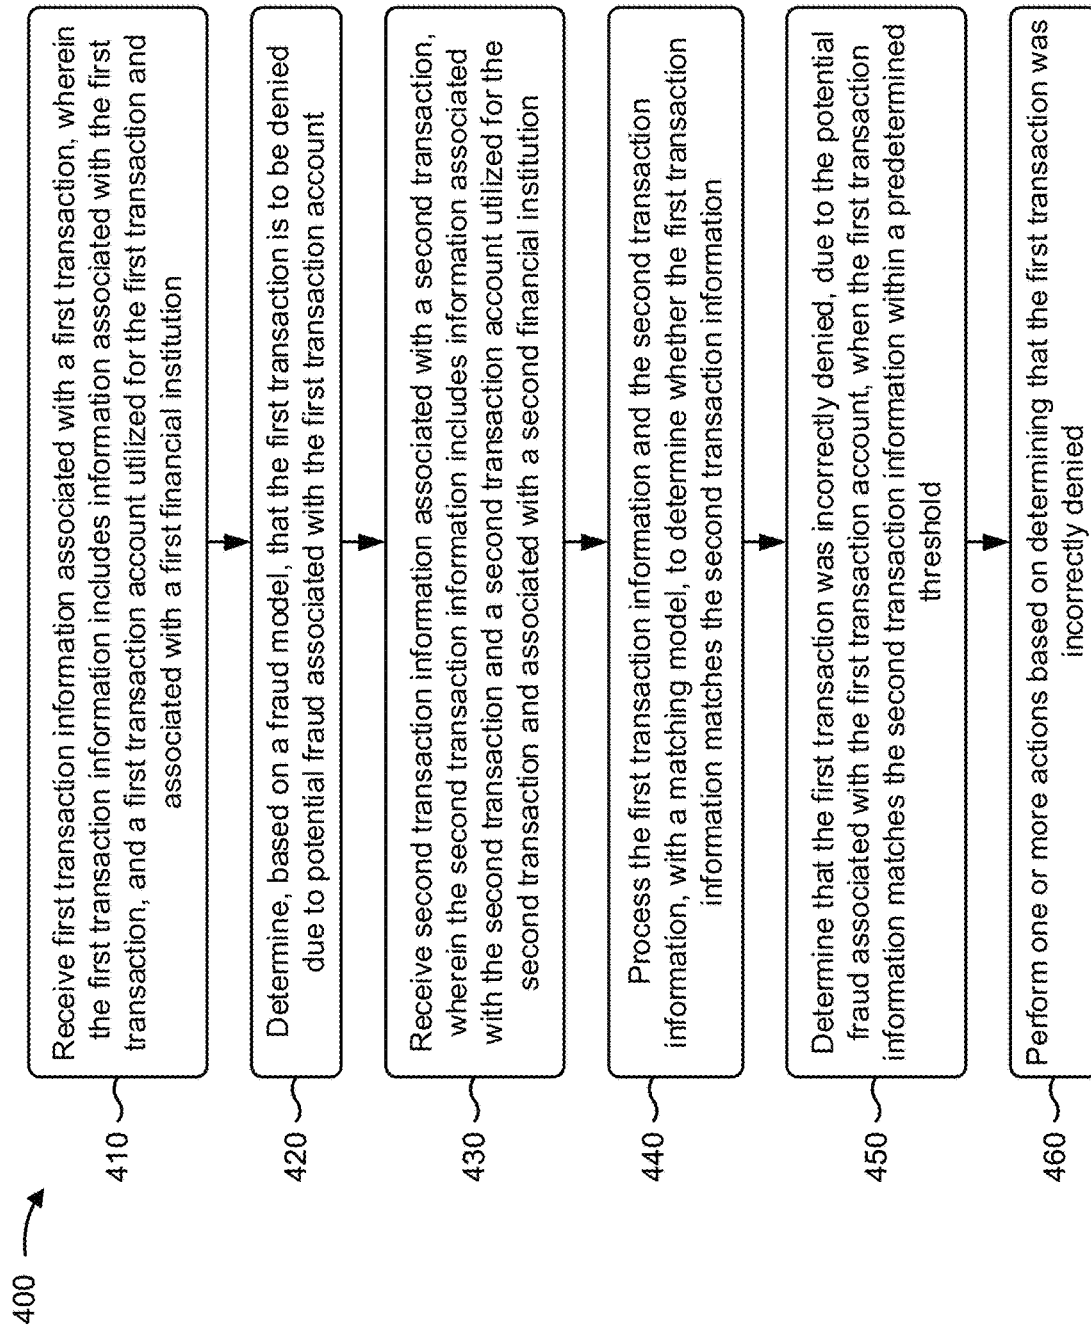 400
410
Receive first transaction information associated with a first transaction, wherein
the first transaction information includes information associated with the first
transaction, and a first transaction account utilized for the first transaction and
associated with a first financial institution
420
Determine, based on a fraud model, that the first transaction is to be denied
due to potential fraud associated with the first transaction account
430
Receive second transaction information associated with a second transaction,
wherein the second transaction information includes information associated
with the second transaction and a second transaction account utilized for the
second transaction and associated with a second financial institution
440
Process the first transaction information and the second transaction
information, with a matching model, to determine whether the first transaction
information matches the second transaction information
450
Determine that the first transaction was incorrectly denied, due to the potential
fraud associated with the first transaction account, when the first transaction
information matches the second transaction information within a predetermined
threshold
460
Perform one or more actions based on determining that the first transaction was
incorrectly denied